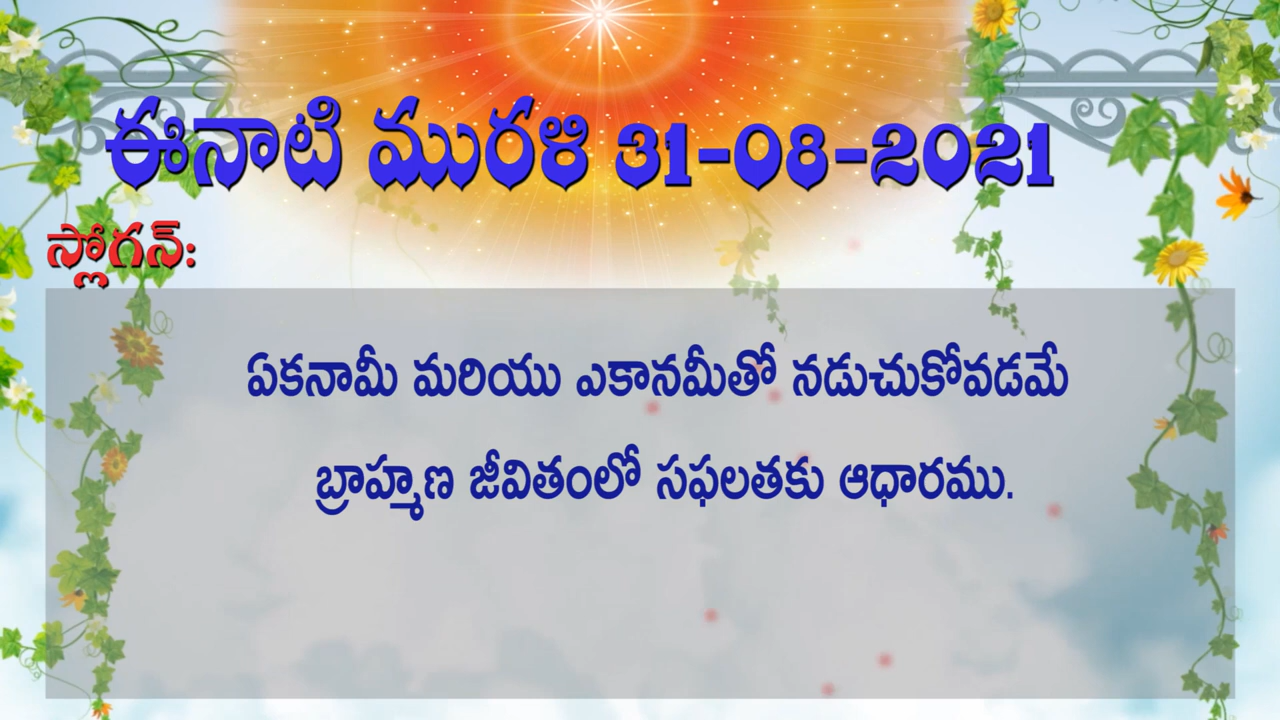 ఈనాటి మురళి 31-08-2021
స్లోగన్:
ఏకనామీ మరియు ఎకానమీతో నడుచుకోవడమే
బ్రాహ్మణ జీవితంలో సఫలతకు ఆధారము.